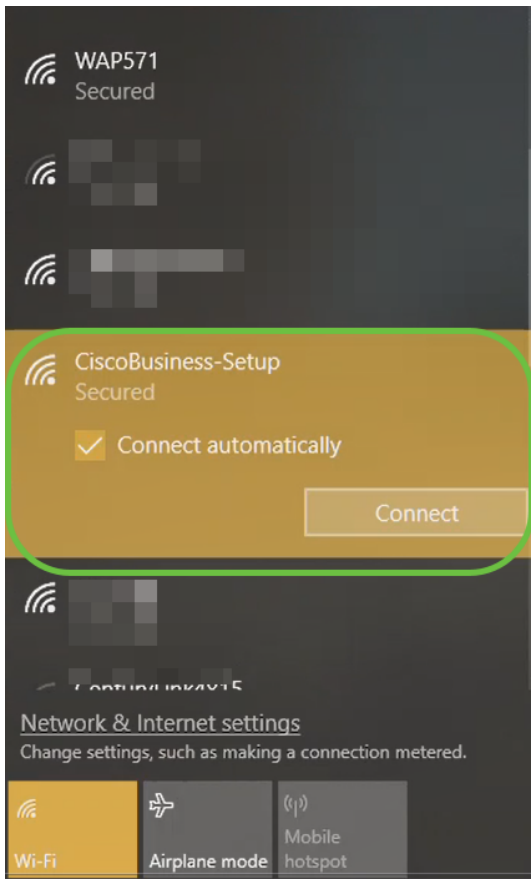 WAP571
Secured
CiscoBusiness-Setup
Secured
Connect automatically
Connect
Network & Internet settings
Change settings, such as making a connection metered.
Wi-Fi
Airplane mode
Mobile
hotspot